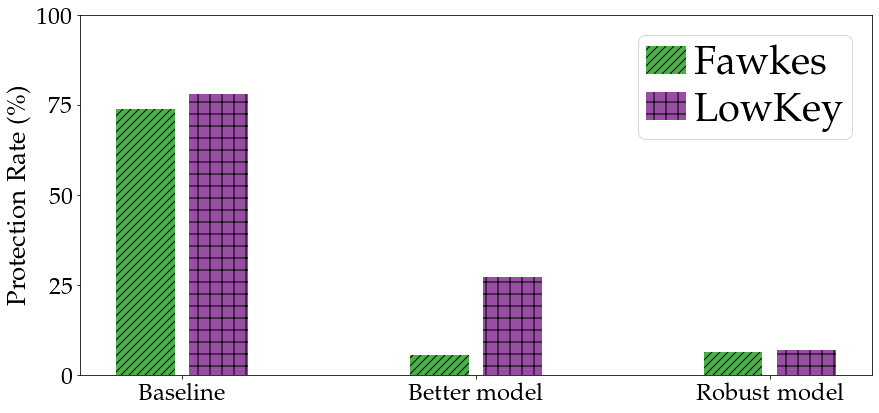 Protection Rate (%)
100
75
50
25
0
Fawkes
LowKey
Baseline
Better model
Robust model